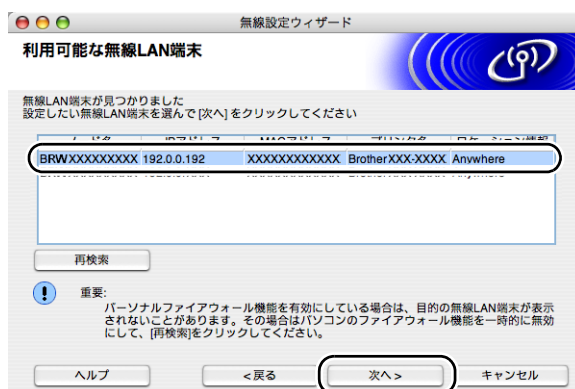 無線設定ウィザード
利用可能な無線LAN端末
無線LAN端末が見つかりました
設定したい無線LAN端末を選んで[次へ]をクリックしてください
BRWXXXXXXXXX 192.0.0.192 XXXXXXXXXXXX BrotherXXX-XXXX Anywhere
再検索
重要:
パーソナルファイアウォール機能を有効にしている場合は、目的の無線LAN端末が表示
されないことがあります。その場合はパソコンのファイアウォール機能を一時的に無効
にして、[再検索]をクリックしてください。
ヘルプ
<戻る
次へ>
キャンセル